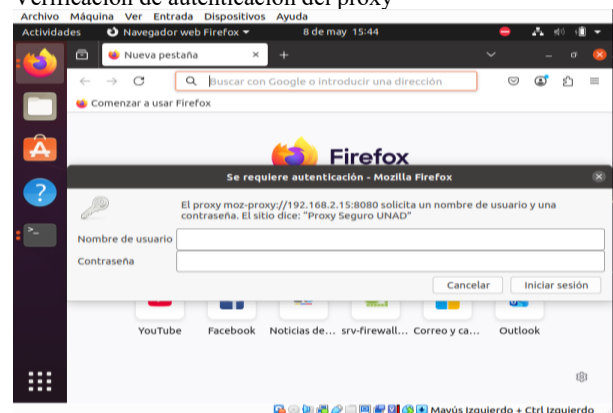 Verificación de autenticación del proxy
Archivo Máquina Ver Entrada Dispositivos Ayuda
Actividades Navegador web Firefox 8 de may 15:44
Nueva pestaña
Buscar con Google o introducir una dirección
Comenzar a usar Firefox
Firefox
Se requiere autenticación - Mozilla Firefox
El proxy moz-proxy://192.168.2.15:8080 solicita un nombre de usuario y una
contraseña. El sitio dice: "Proxy Seguro UNAD"
Nombre de usuario
Contraseña
Cancelar Iniciar sesión
YouTube Facebook Noticias de... srv-firewall... Correo y ca... Outlook
Mayús Izquierdo + Ctrl Izquierdo